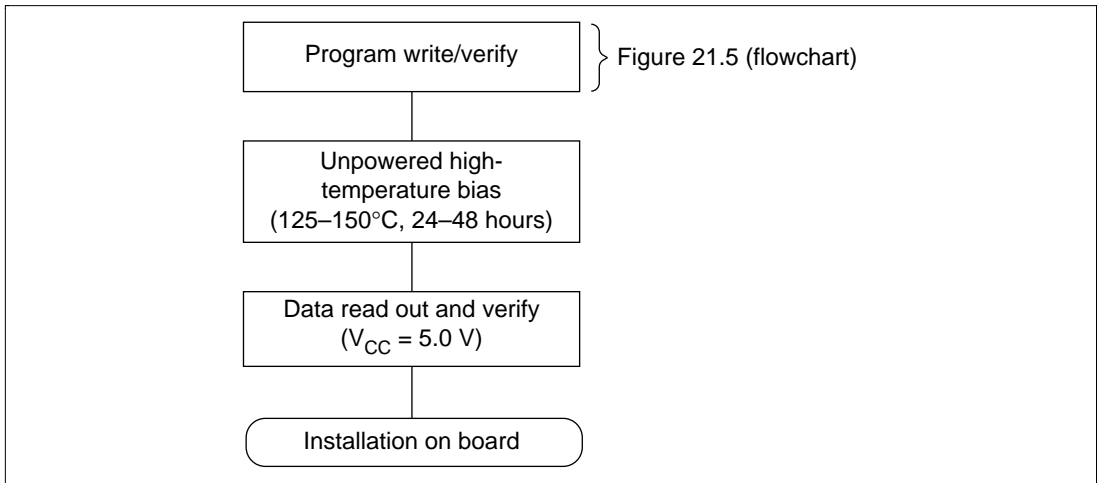 Program write/verify
Figure 21.5 (flowchart)
Unpowered high-
temperature bias
(125–150°C, 24–48 hours)
Data read out and verify
(VCC = 5.0 V)
Installation on board